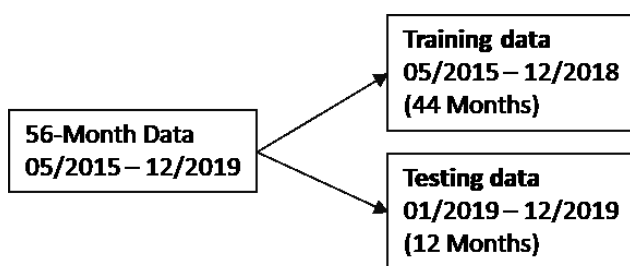 56-Month Data
05/2015 – 12/2019
Training data
05/2015 – 12/2018
(44 Months)
Testing data
01/2019 – 12/2019
(12 Months)